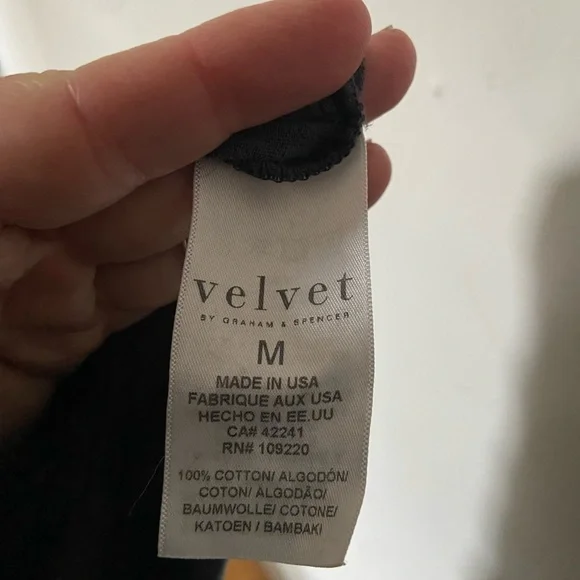 velvet
BY GRAHAM & SPENCER
M
MADE IN USA
FABRIQUE AUX USA
HECHO EN EE.UU
CA# 42241
RN# 109220
100% COTTON/ ALGODÓN/
COTON/ ALGODÃO/
BAUMWOLLE/ COTONE/
KATOEN / BAMBAKI